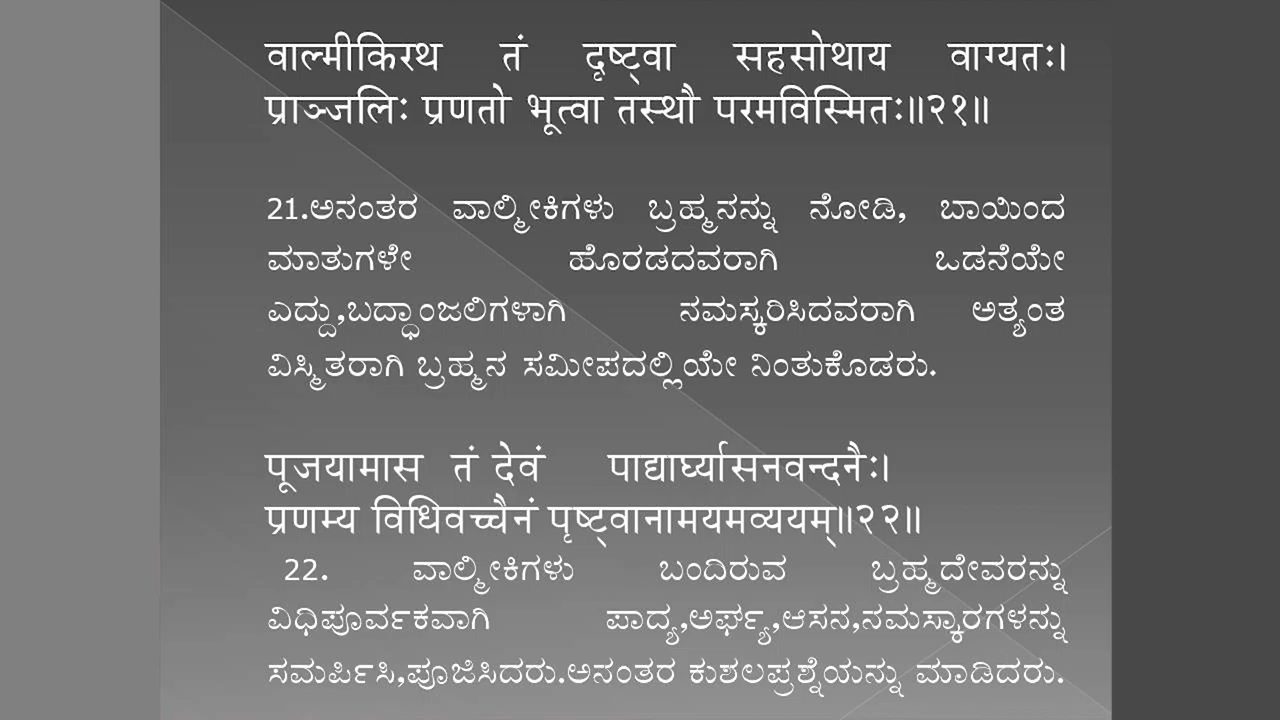 वाल्मीकिरथ तं दृष्ट्वा सहसोथाय वाग्यतः।
प्राञ्जलिः प्रणतो भूत्वा तस्थौ परमविस्मितः॥२१॥
21.ಅನಂತರ ವಾಲ್ಮೀಕಿಗಳು ಬ್ರಹ್ಮನನ್ನು ನೋಡಿ, ಬಾಯಿಂದ
ಮಾತುಗಳೇ ಹೊರಡದವರಾಗಿ ಒಡನೆಯೇ
ಎದ್ದು,ಬದ್ಧಾಂಜಲಿಗಳಾಗಿ ನಮಸ್ಕರಿಸಿದವರಾಗಿ ಅತ್ಯಂತ
ವಿಸ್ಮಿತರಾಗಿ ಬ್ರಹ್ಮನ ಸಮೀಪದಲ್ಲಿಯೇ ನಿಂತುಕೊಡರು.
पूजयामास तं देवं पाद्यार्घ्यासनवन्दनैः।
प्रणम्य विधिवच्चैनं पृष्ट्वानामयमव्ययम्॥२२॥
22. ವಾಲ್ಮೀಕಿಗಳು ಬಂದಿರುವ ಬ್ರಹ್ಮದೇವರನ್ನು
ವಿಧಿಪೂರ್ವಕವಾಗಿ ಪಾದ್ಯ,ಅರ್ಘ್ಯ,ಆಸನ,ನಮಸ್ಕಾರಗಳನ್ನು
ಸಮರ್ಪಿಸಿ,ಪೂಜಿಸಿದರು.ಅನಂತರ ಕುಶಲಪ್ರಶ್ನೆಯನ್ನು ಮಾಡಿದರು.